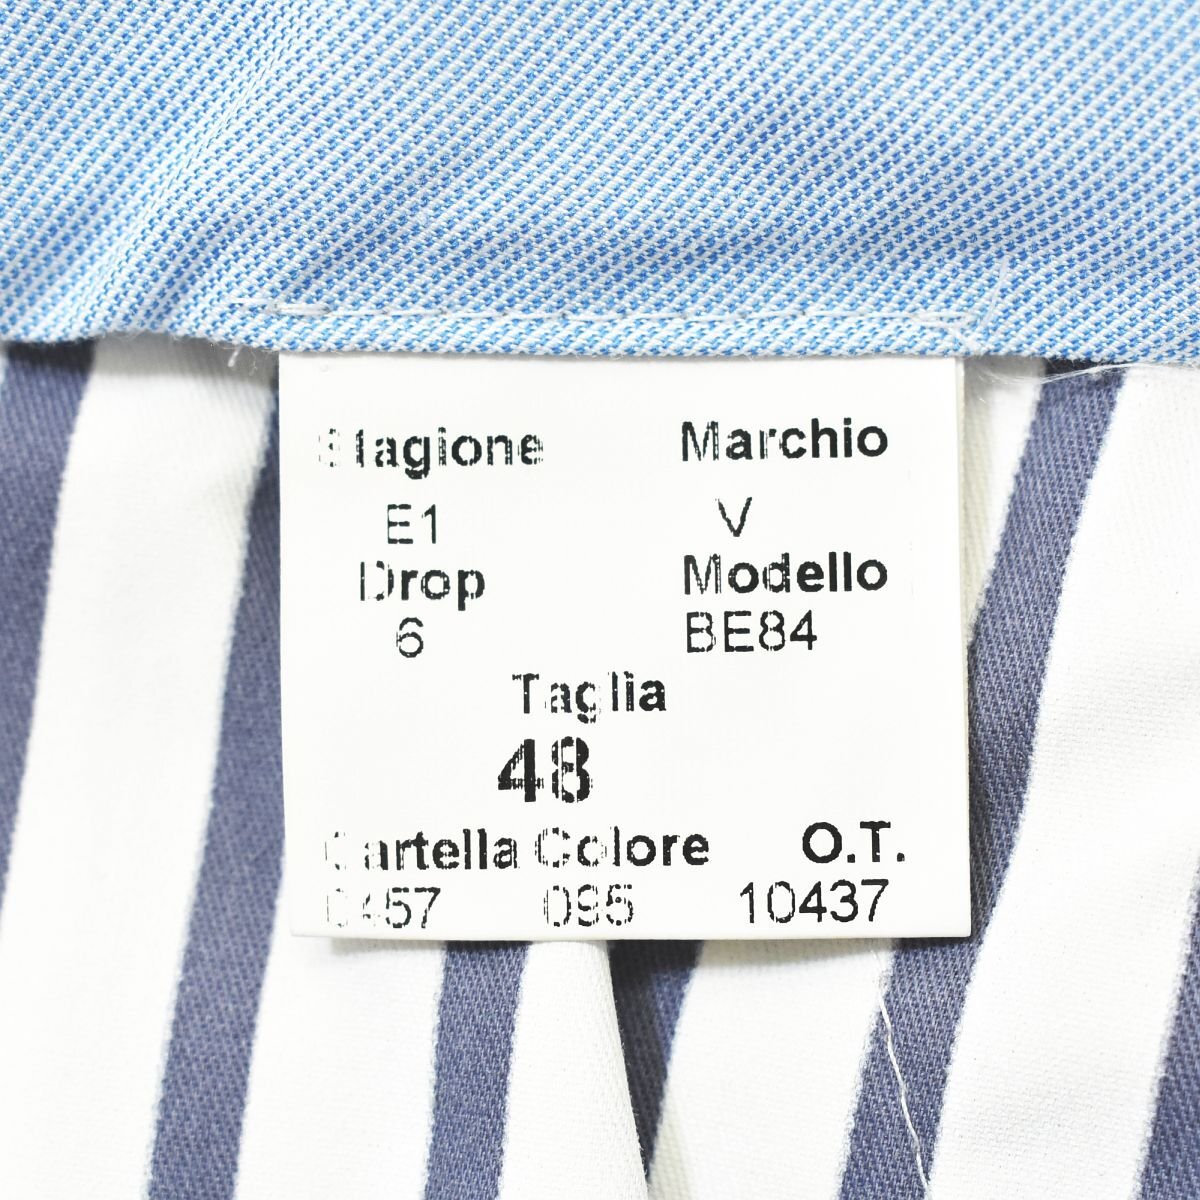 Stagione Marchio
E1 V
Drop Modello
6 BE84
Taglia
48
Cartella Colore O.T.
0457 095 10437